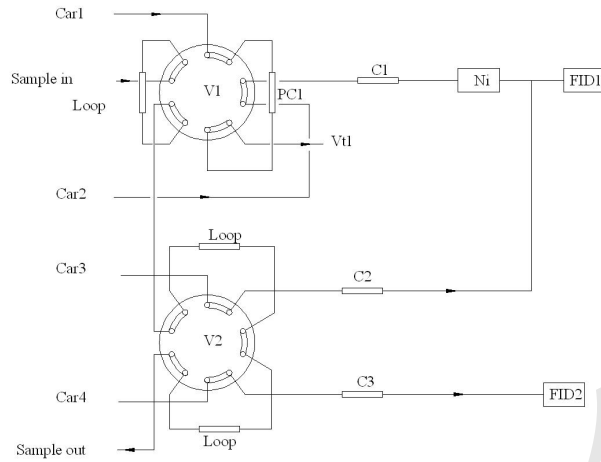 Car1
Sample in
Loop
V1
PC1
C1
Ni
FID1
Vt1
Car2
Loop
Car3
C2
V2
C3
Car4
FID2
Loop
Sample out